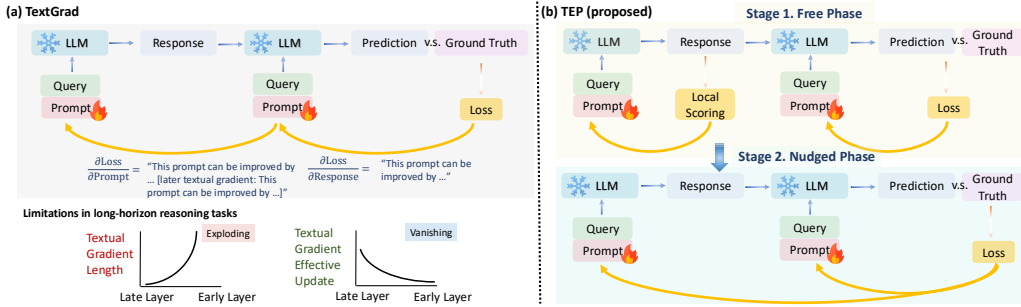 (a) TextGrad
LLM
Response
LLM
Prediction
v.s.
Ground Truth
Query
Prompt
Query
Prompt
Loss
∂Loss
∂Prompt
=
"This prompt can be improved by
... [later textual gradient: This
prompt can be improved by ...]"
∂Loss
∂Response
=
"This prompt can be
improved by ..."
Limitations in long-horizon reasoning tasks
Textual
Gradient
Length
Exploding
Late Layer
Early Layer
Textual
Gradient
Effective
Update
Vanishing
Late Layer
Early Layer
(b) TEP (proposed)
Stage 1. Free Phase
LLM
Response
LLM
Prediction
v.s.
Ground
Truth
Query
Prompt
Local
Scoring
Query
Prompt
Loss
Stage 2. Nudged Phase
LLM
Response
LLM
Prediction
v.s.
Ground
Truth
Query
Prompt
Query
Prompt
Loss